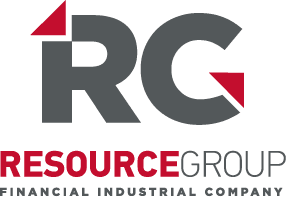 RG
RESOURCEGROUP
FINANCIAL INDUSTRIAL COMPANY